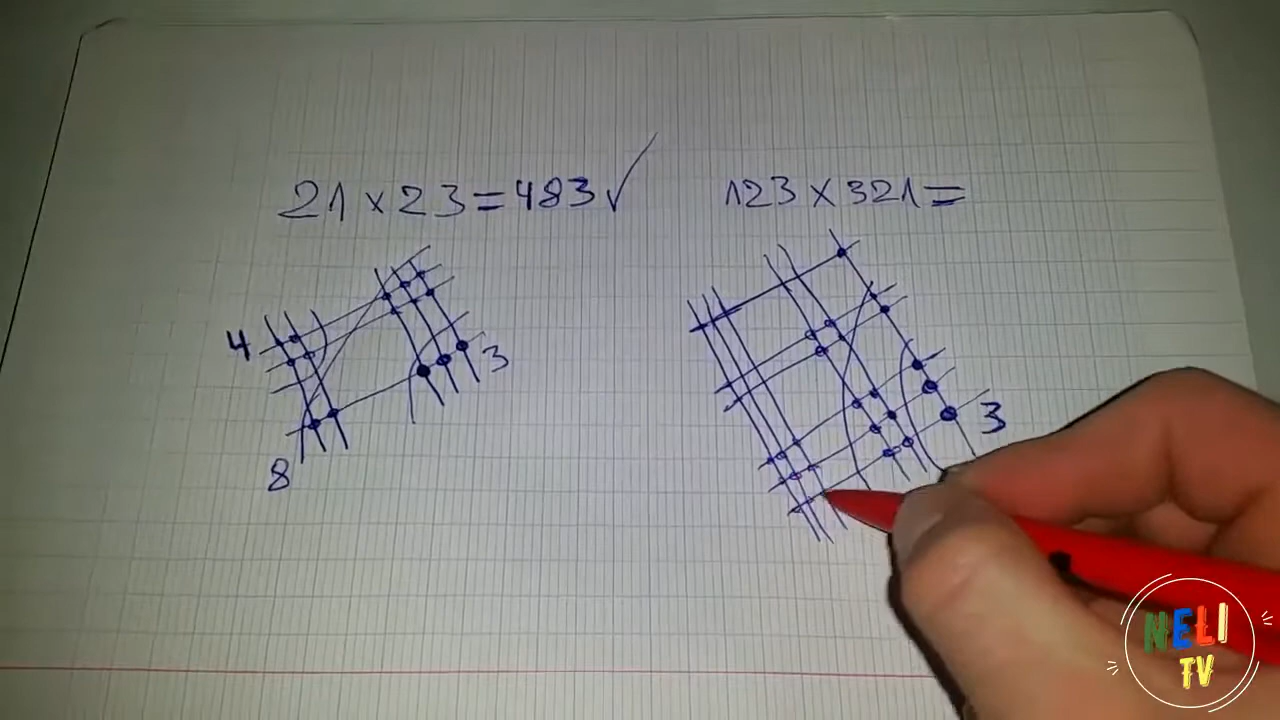 21 x 23 = 483 ✓
123 x 321 =
4
3
8
3
NELI
TV